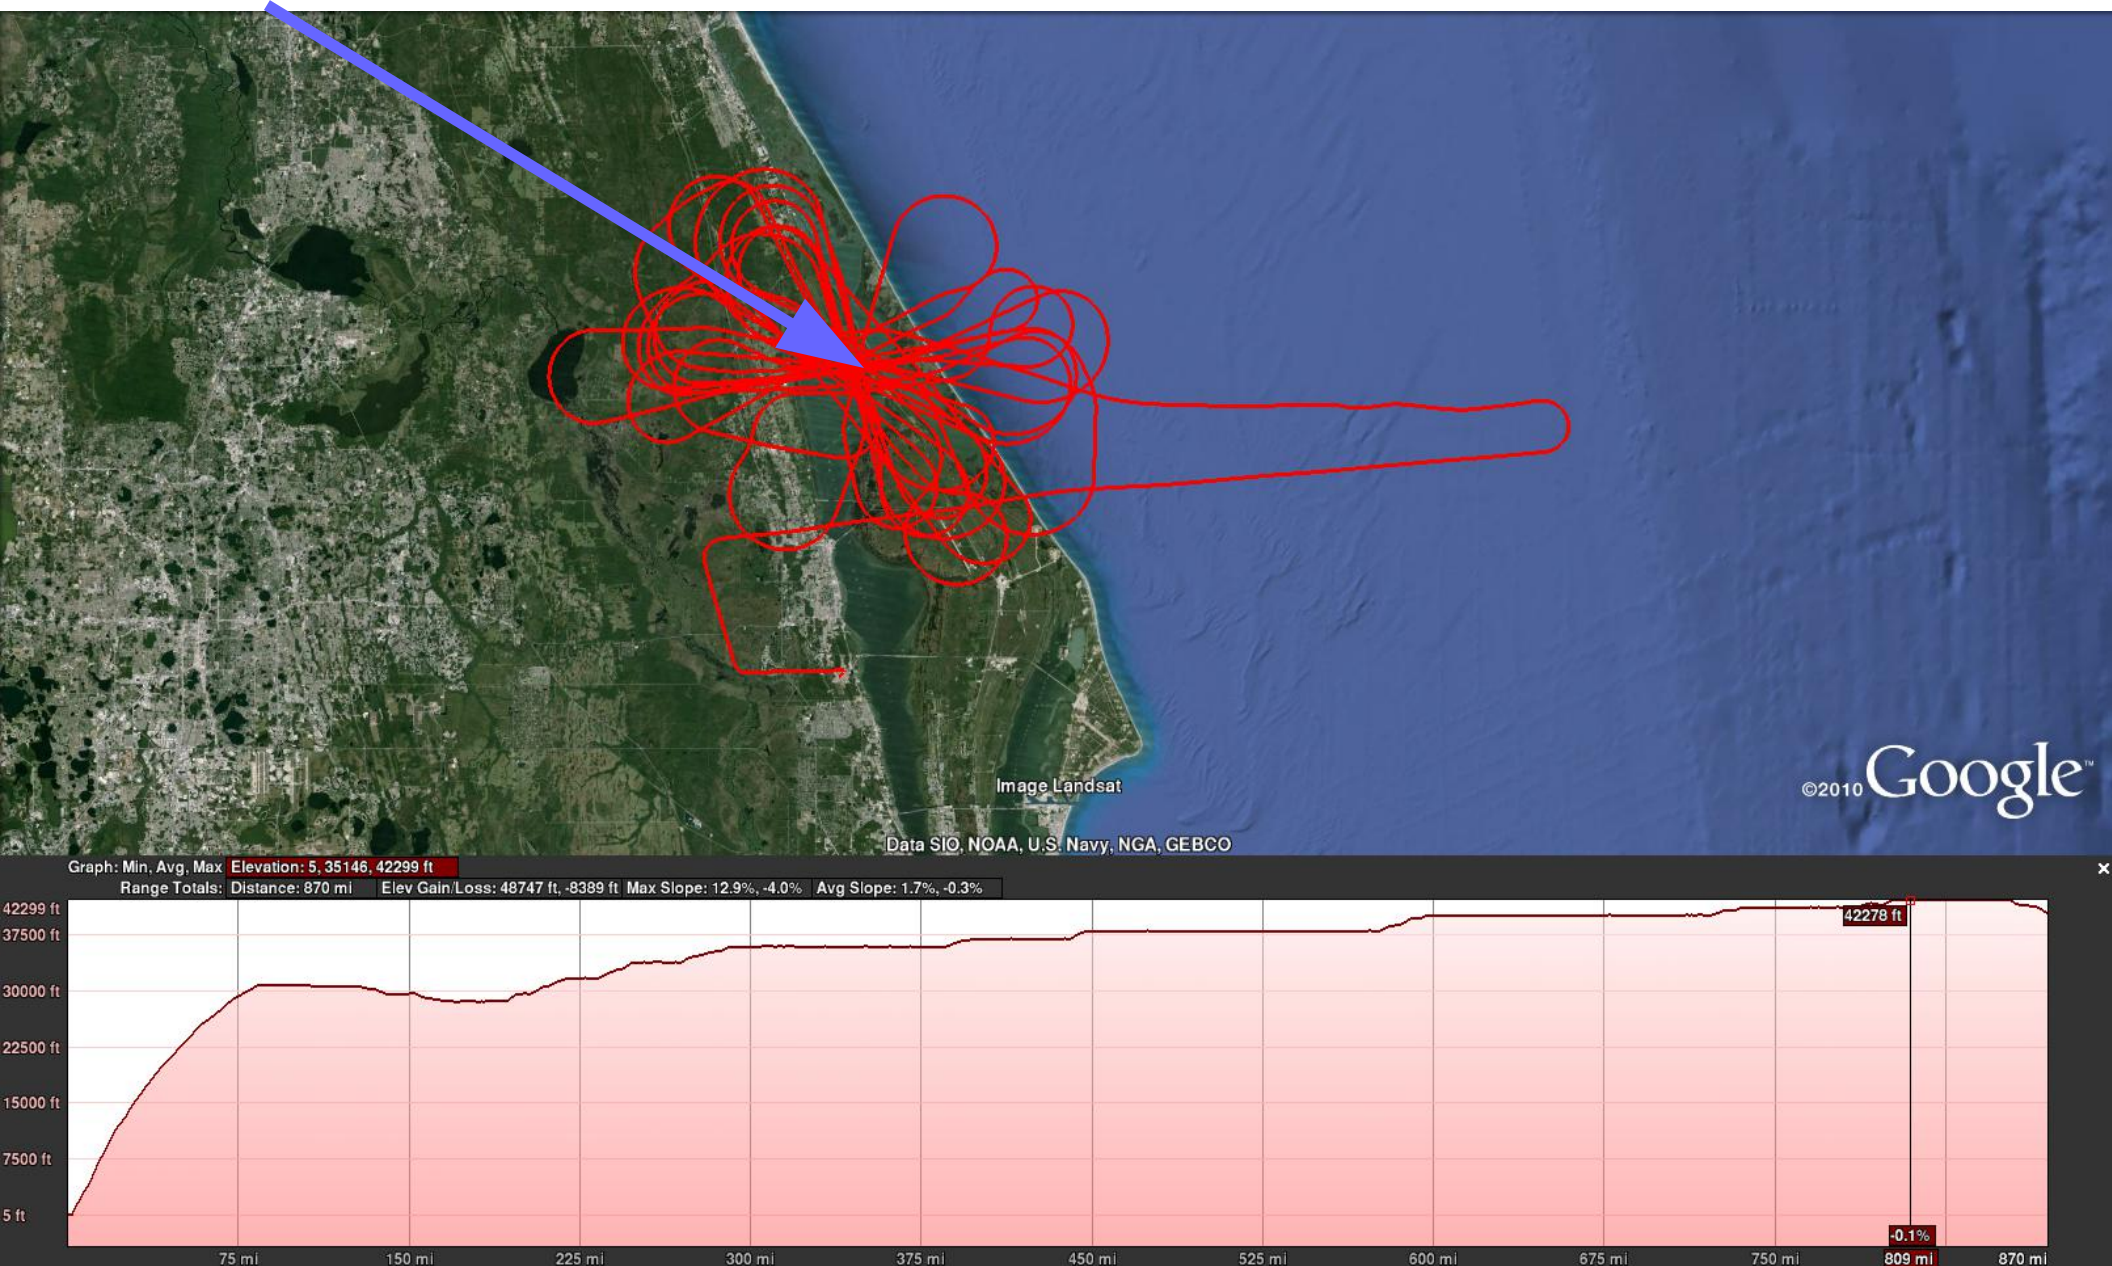 Image Landsat
©2010 Google™
Data SIO, NOAA, U.S. Navy, NGA, GEBCO
Graph: Min, Avg, Max Elevation: 5, 35146, 42299 ft
Range Totals: Distance: 870 mi Elev Gain/Loss: 48747 ft, -8389 ft Max Slope: 12.9%, -4.0% Avg Slope: 1.7%, -0.3%
42299 ft
42278 ft
37500 ft
30000 ft
22500 ft
15000 ft
7500 ft
5 ft
-0.1%
75 mi 150 mi 225 mi 300 mi 375 mi 450 mi 525 mi 600 mi 675 mi 750 mi 809 mi 870 mi